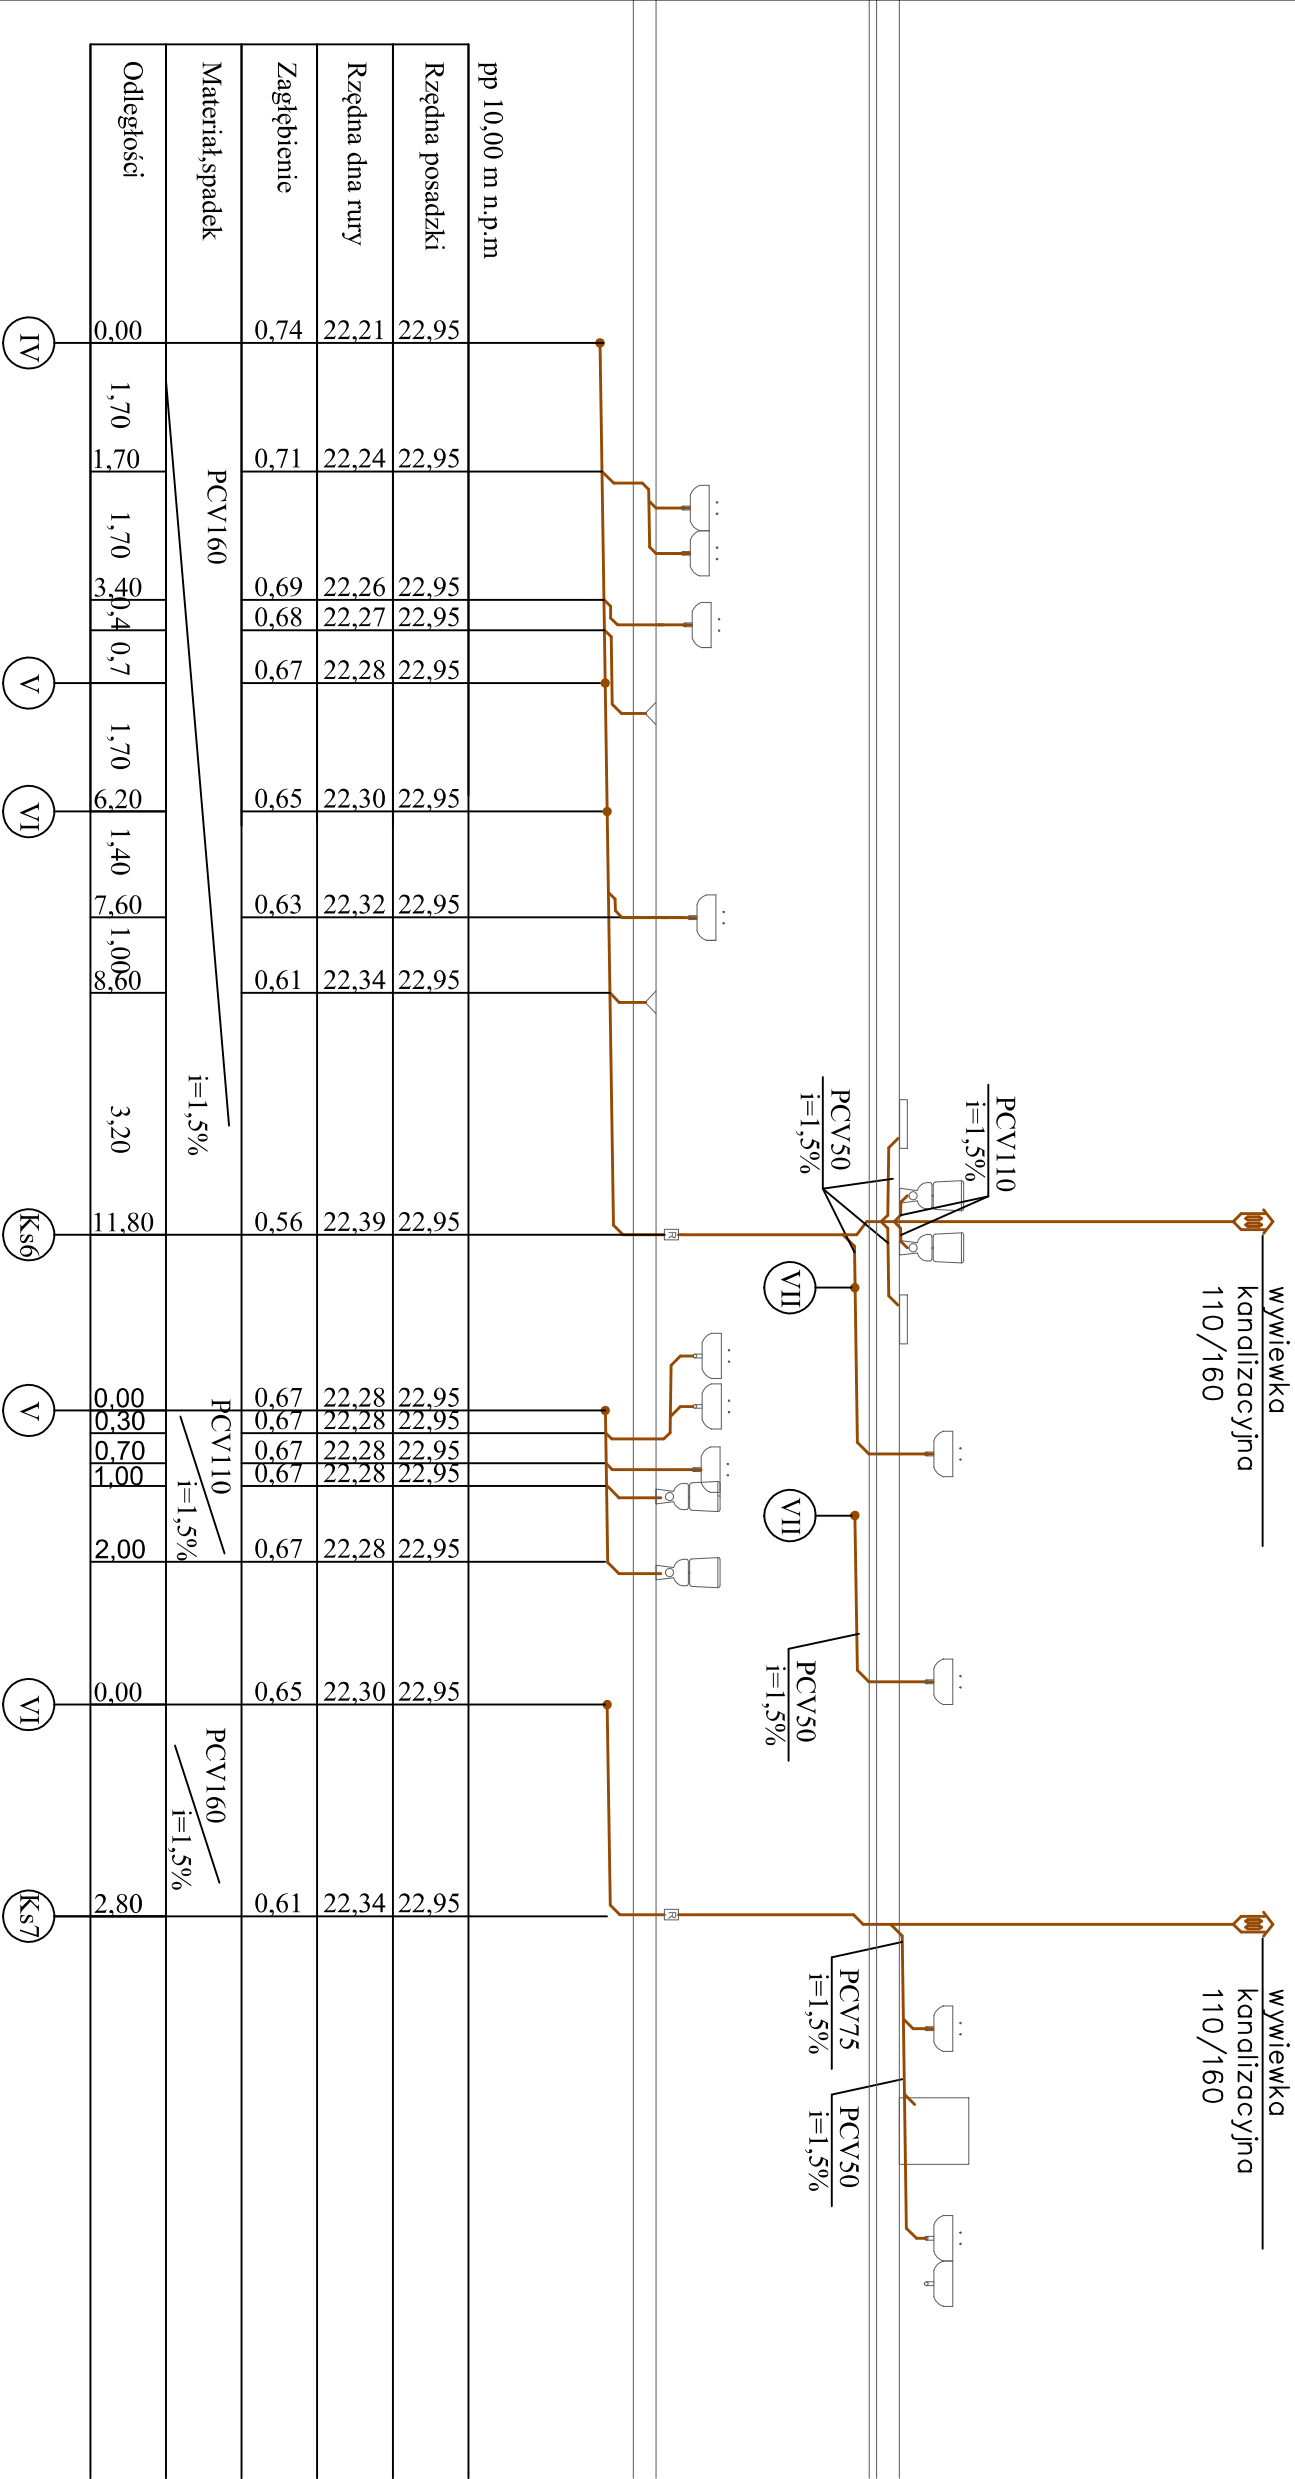 wywiewka
kanalizacyjna
110/160
wywiewka
kanalizacyjna
110/160
PCV110
i=1,5%
PCV50
i=1,5%
VII
VII
PCV50
i=1,5%
PCV75
i=1,5%
PCV50
i=1,5%
R
R
pp 10,00 m n.p.m
Rzędna posadzki
22,95 22,95 22,95 22,95 22,95 22,95 22,95 22,95 22,95 22,95 22,95 22,95 22,95 22,95 22,95 22,95
Rzędna dna rury
22,21 22,24 22,26 22,27 22,28 22,30 22,32 22,34 22,39 22,28 22,28 22,28 22,28 22,28 22,30 22,34
Zagłębienie
0,74 0,71 0,69 0,68 0,67 0,65 0,63 0,61 0,56 0,67 0,67 0,67 0,67 0,67 0,65 0,61
Materiał,spadek
PCV160
i=1,5%
PCV110
i=1,5%
PCV160
i=1,5%
Odległości
0,00 1,70 1,70 1,70 3,40 0,4 0,7 1,70 6,20 1,40 7,60 1,00 8,60 3,20 11,80 0,00 0,30 0,70 1,00 2,00 0,00 2,80
IV V VI Ks6 V VI Ks7